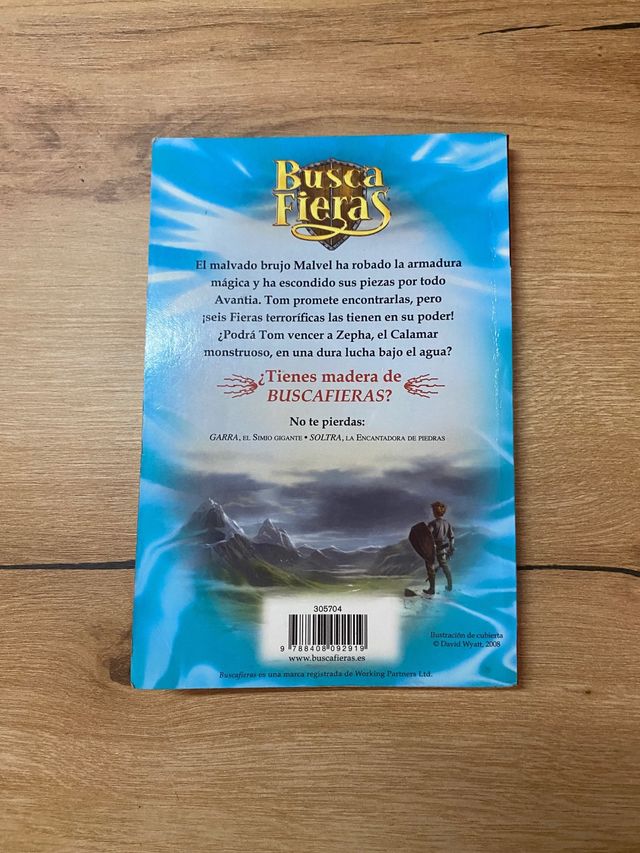 Busca
Fieras
El malvado brujo Malvel ha robado la armadura
mágica y ha escondido sus piezas por todo
Avantia. Tom promete encontrarlas, pero
¡seis Fieras terroríficas las tienen en su poder!
¿Podrá Tom vencer a Zepha, el Calamar
monstruoso, en una dura lucha bajo el agua?
¿Tienes madera de
BUSCAFIERAS?
No te pierdas:
GARRA, EL SIMIO GIGANTE • SOLTRA, LA ENCANTADORA DE PIEDRAS
305704
9 788408 092919
www.buscafieras.es
Ilustración de cubierta
© David Wyatt, 2008
Buscafieras es una marca registrada de Working Partners Ltd.